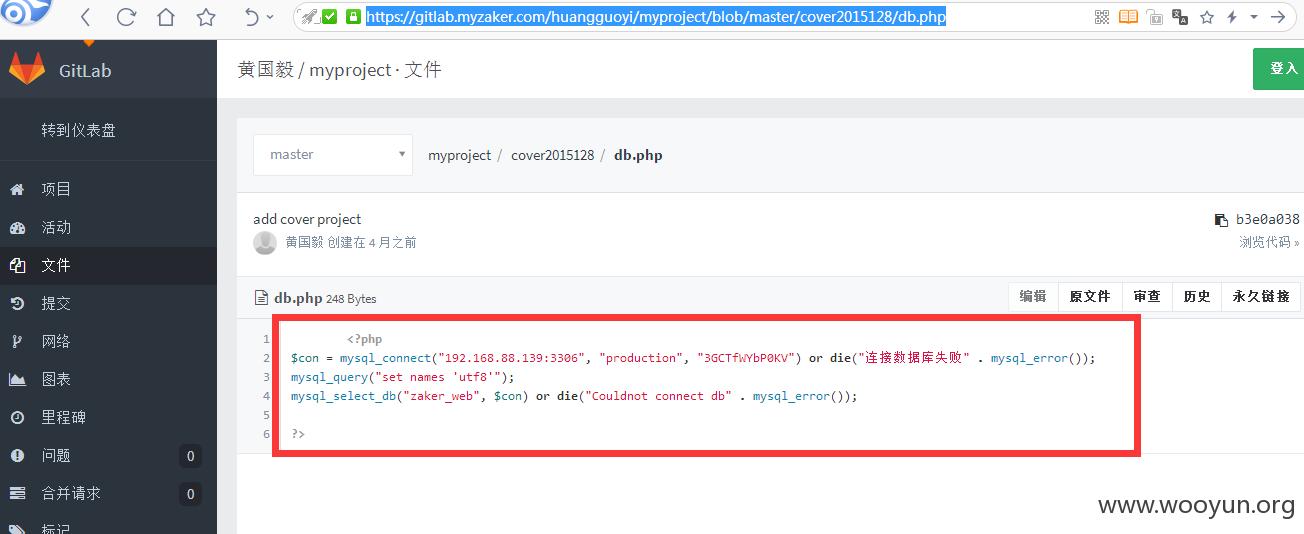 https://gitlab.myzaker.com/huangguoyi/myproject/blob/master/cover2015128/db.php
GitLab
黄国毅 / myproject · 文件
登入
转到仪表盘
master
myproject / cover2015128 / db.php
项目
活动
add cover project
b3e0a038
黄国毅 创建在 4 月之前
浏览代码 »
文件
db.php 248 Bytes
编辑 原文件 审查 历史 永久链接
提交
网络
图表
里程碑
问题 0
合并请求 0
标记
1 <?php
2 $con = mysql_connect("192.168.88.139:3306", "production", "3GCTfWYbP0KV") or die("连接数据库失败" . mysql_error());
3 mysql_query("set names 'utf8'");
4 mysql_select_db("zaker_web", $con) or die("Couldnot connect db" . mysql_error());
5
6 ?>
www.wooyun.org